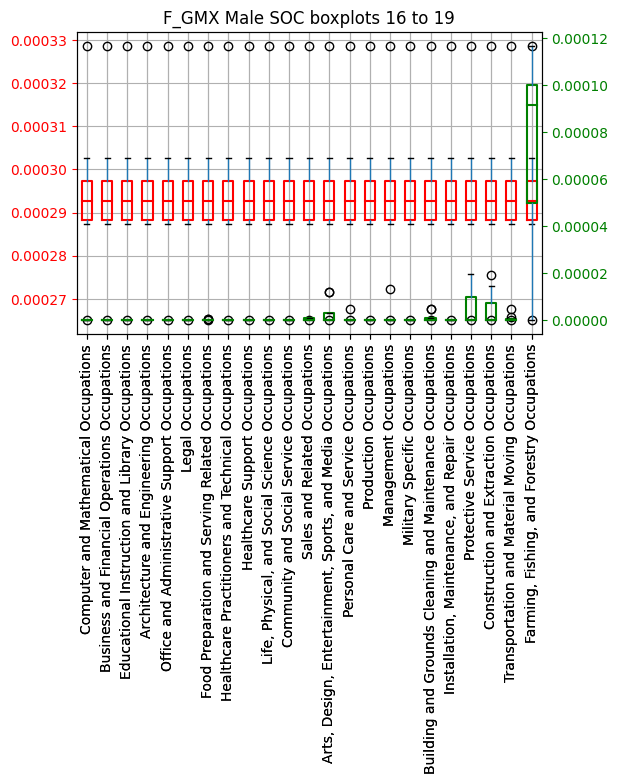 F_GMX Male SOC boxplots 16 to 19
0.00033
0.00032
0.00031
0.00030
0.00029
0.00028
0.00027
0.00012
0.00010
0.00008
0.00006
0.00004
0.00002
0.00000
Computer and Mathematical Occupations
Business and Financial Operations Occupations
Educational Instruction and Library Occupations
Architecture and Engineering Occupations
Office and Administrative Support Occupations
Legal Occupations
Food Preparation and Serving Related Occupations
Healthcare Practitioners and Technical Occupations
Healthcare Support Occupations
Life, Physical, and Social Science Occupations
Community and Social Service Occupations
Sales and Related Occupations
Arts, Design, Entertainment, Sports, and Media Occupations
Personal Care and Service Occupations
Production Occupations
Management Occupations
Military Specific Occupations
Building and Grounds Cleaning and Maintenance Occupations
Installation, Maintenance, and Repair Occupations
Protective Service Occupations
Construction and Extraction Occupations
Transportation and Material Moving Occupations
Farming, Fishing, and Forestry Occupations